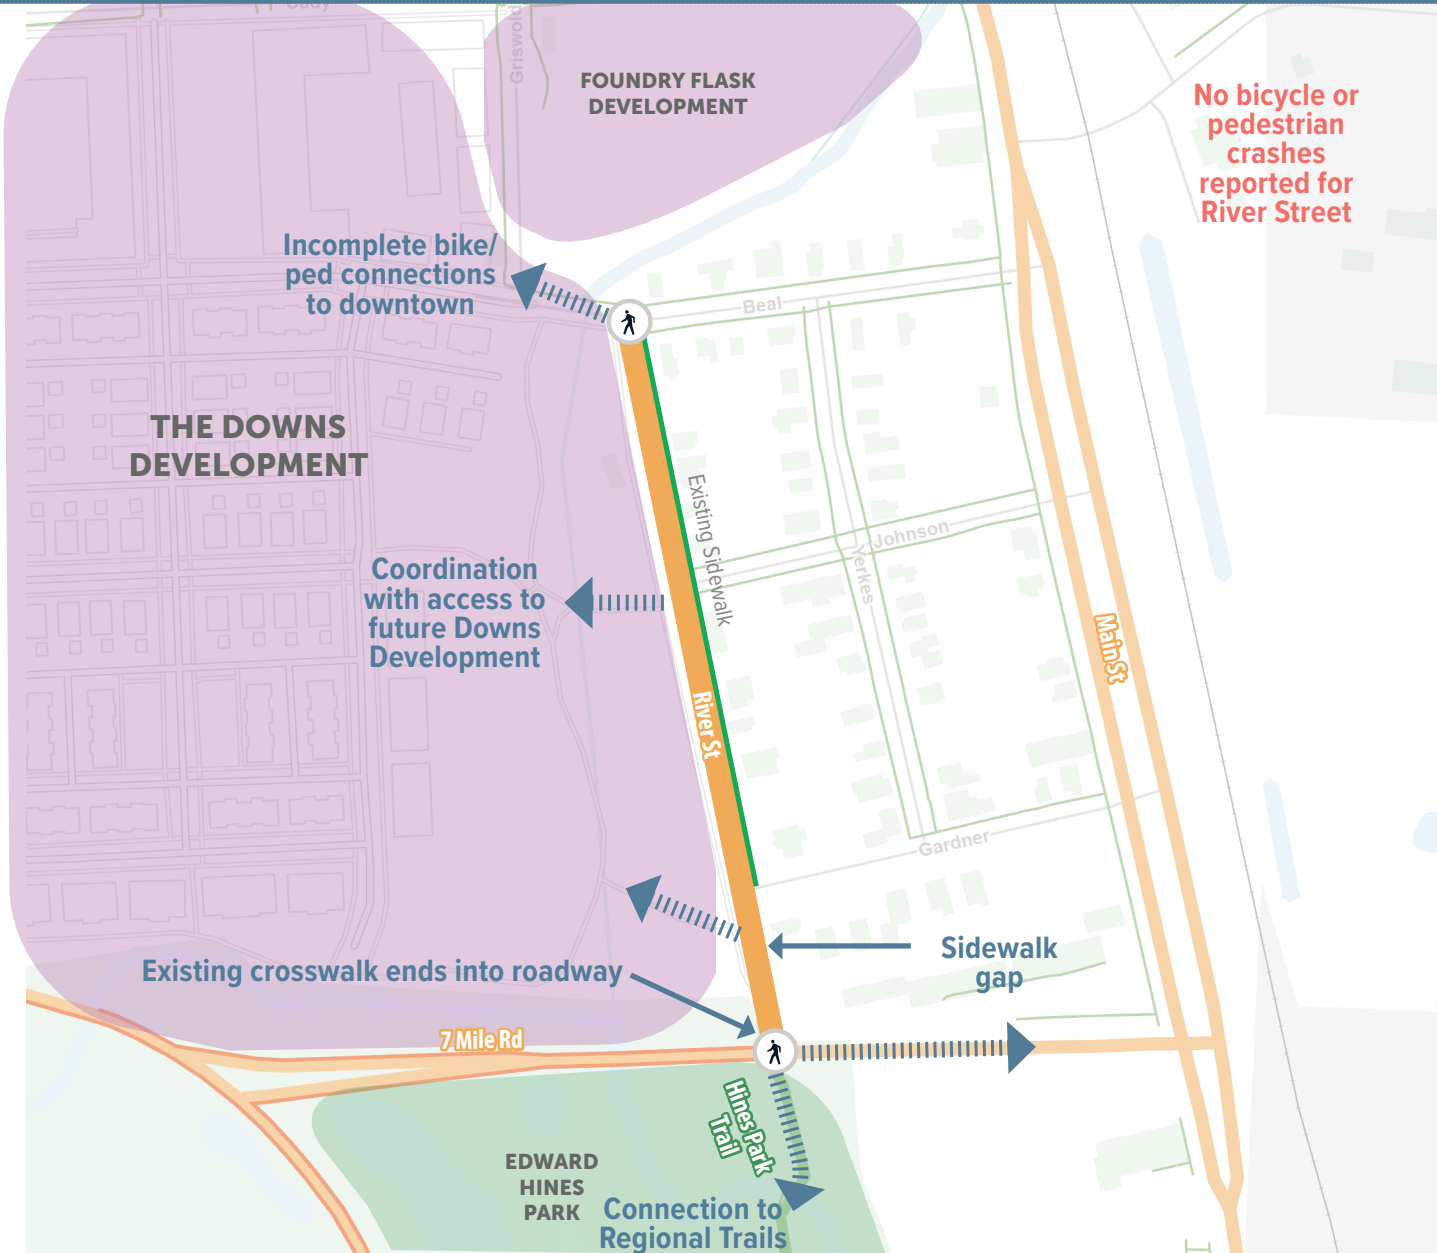 Cady
Griswold
FOUNDRY FLASK
DEVELOPMENT
No bicycle or
pedestrian
crashes
reported for
River Street
Incomplete bike/
ped connections
to downtown
Beal
THE DOWNS
DEVELOPMENT
Existing Sidewalk
Johnson
Yerkes
Coordination
with access to
future Downs
Development
Main St
River St
Gardner
Sidewalk
gap
Existing crosswalk ends into roadway
7 Mile Rd
Hines Park
Trail
EDWARD
HINES
PARK
Connection to
Regional Trails